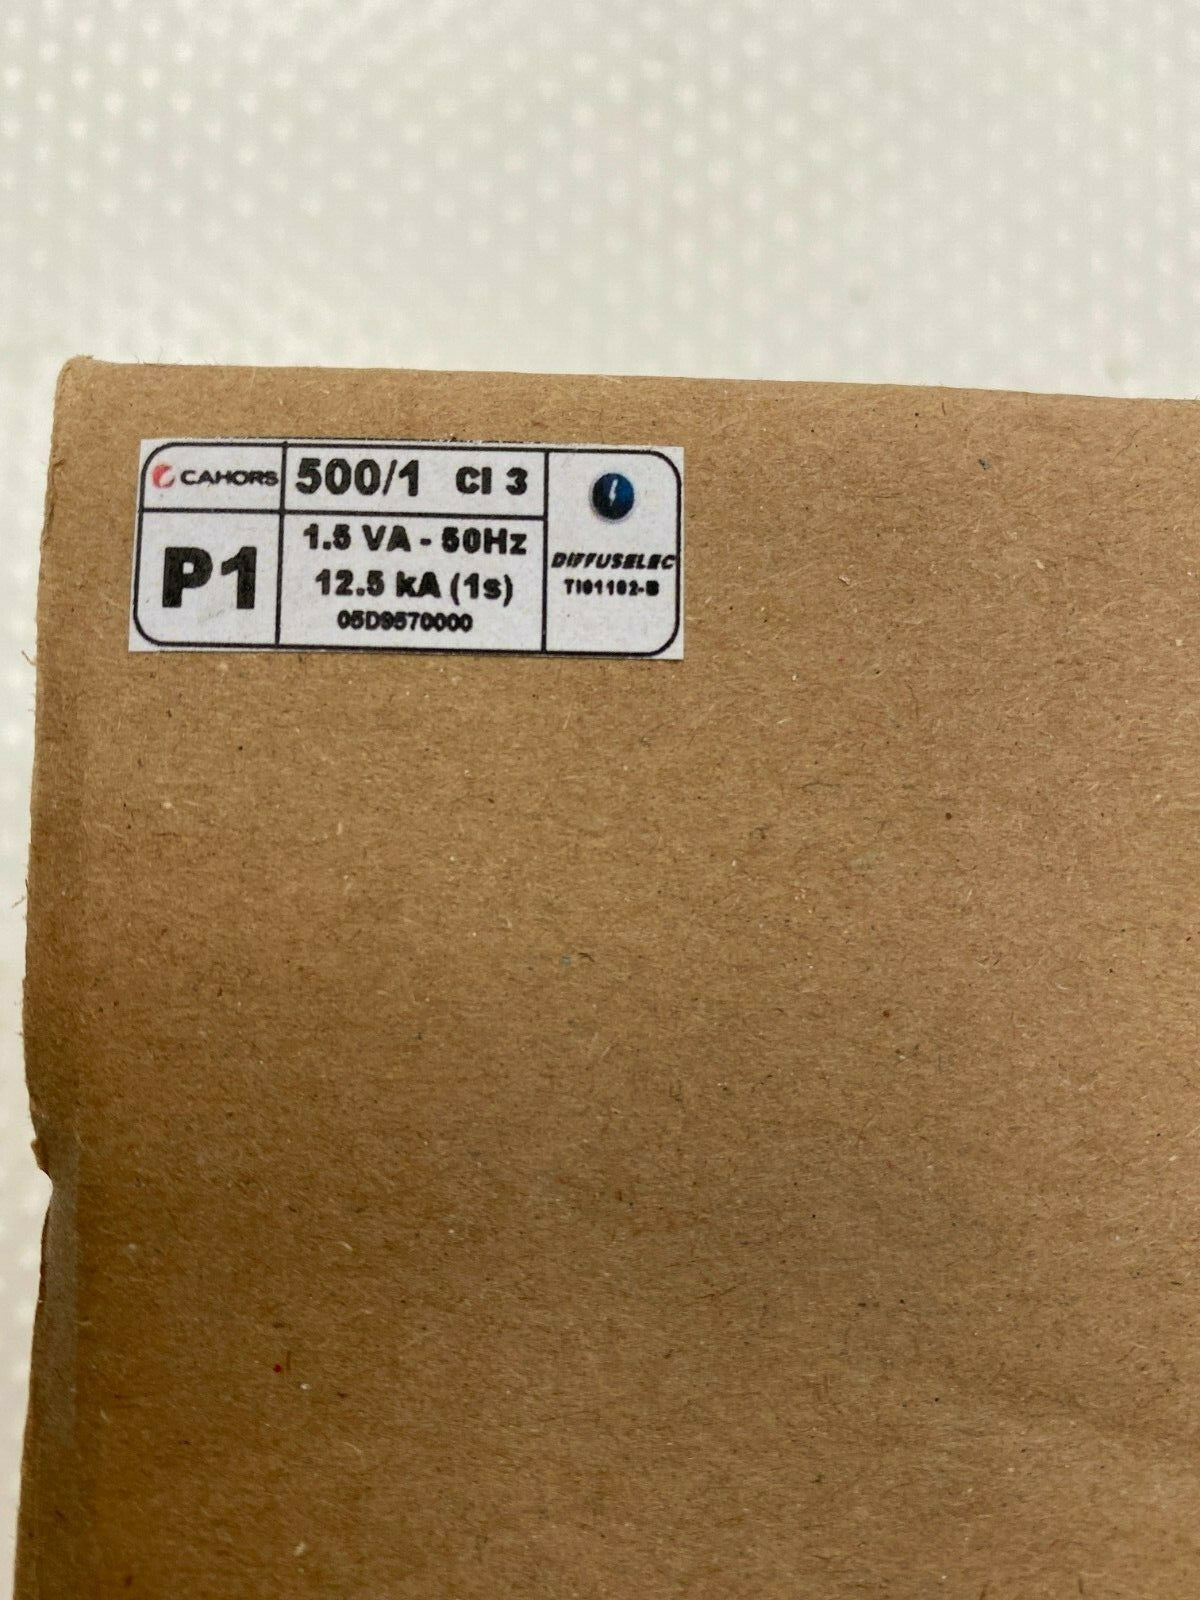 CAHORS
500/1 Cl 3
P1
1.5 VA - 50Hz
12.5 kA (1s)
05D9570000
DIFFUSELEC
TI01102-B